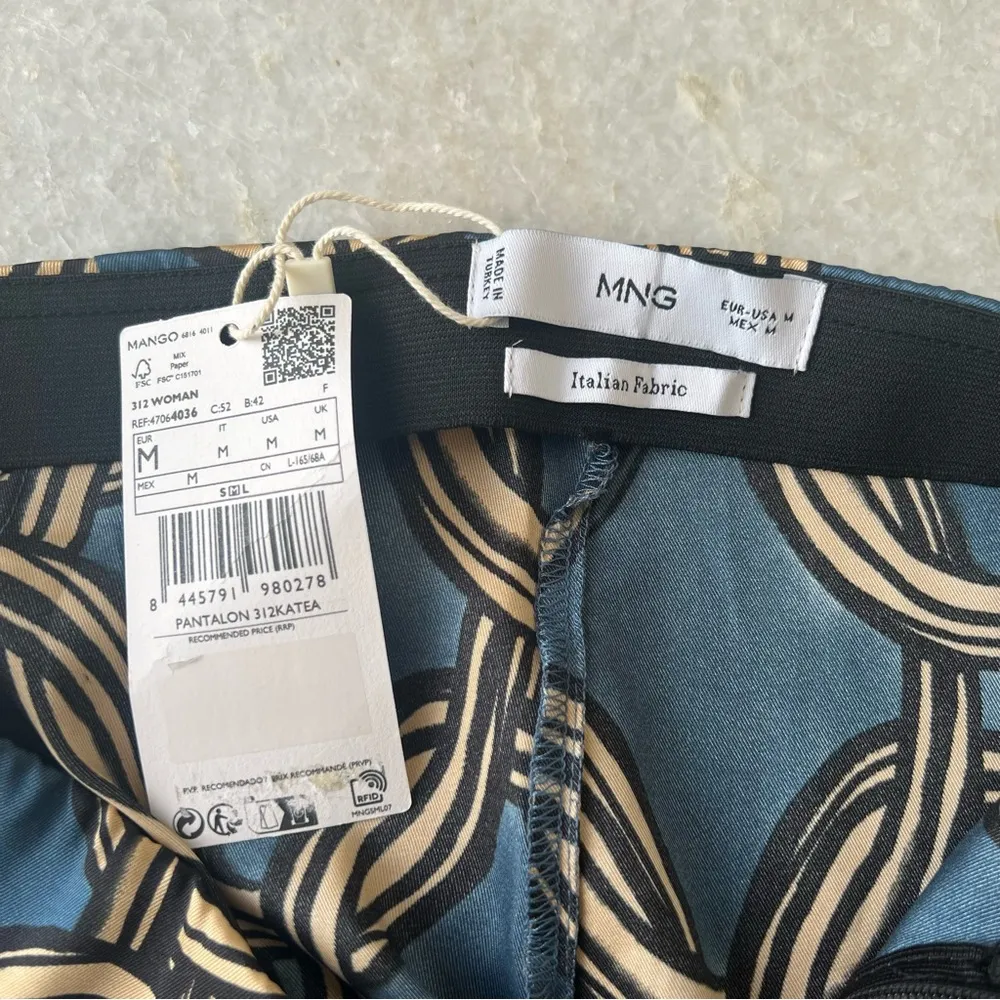 MANGO 6816 4011
MIX
Paper
FSC FSC™ C151701
312 WOMAN F
REF:47064036 C:52 B:42
EUR IT USA UK
M M M M
MEX M CN L-165/68A
S M L
8 445791 980278
PANTALON 312KATEA
RECOMMENDED PRICE (RRP)
P.V.P. RECOMENDADO / PRIX RECOMMANDÉ (PRVP)
RFID
MNGSML07
MADE IN
TURKEY
MNG
EUR-USA M
MEX M
Italian Fabric